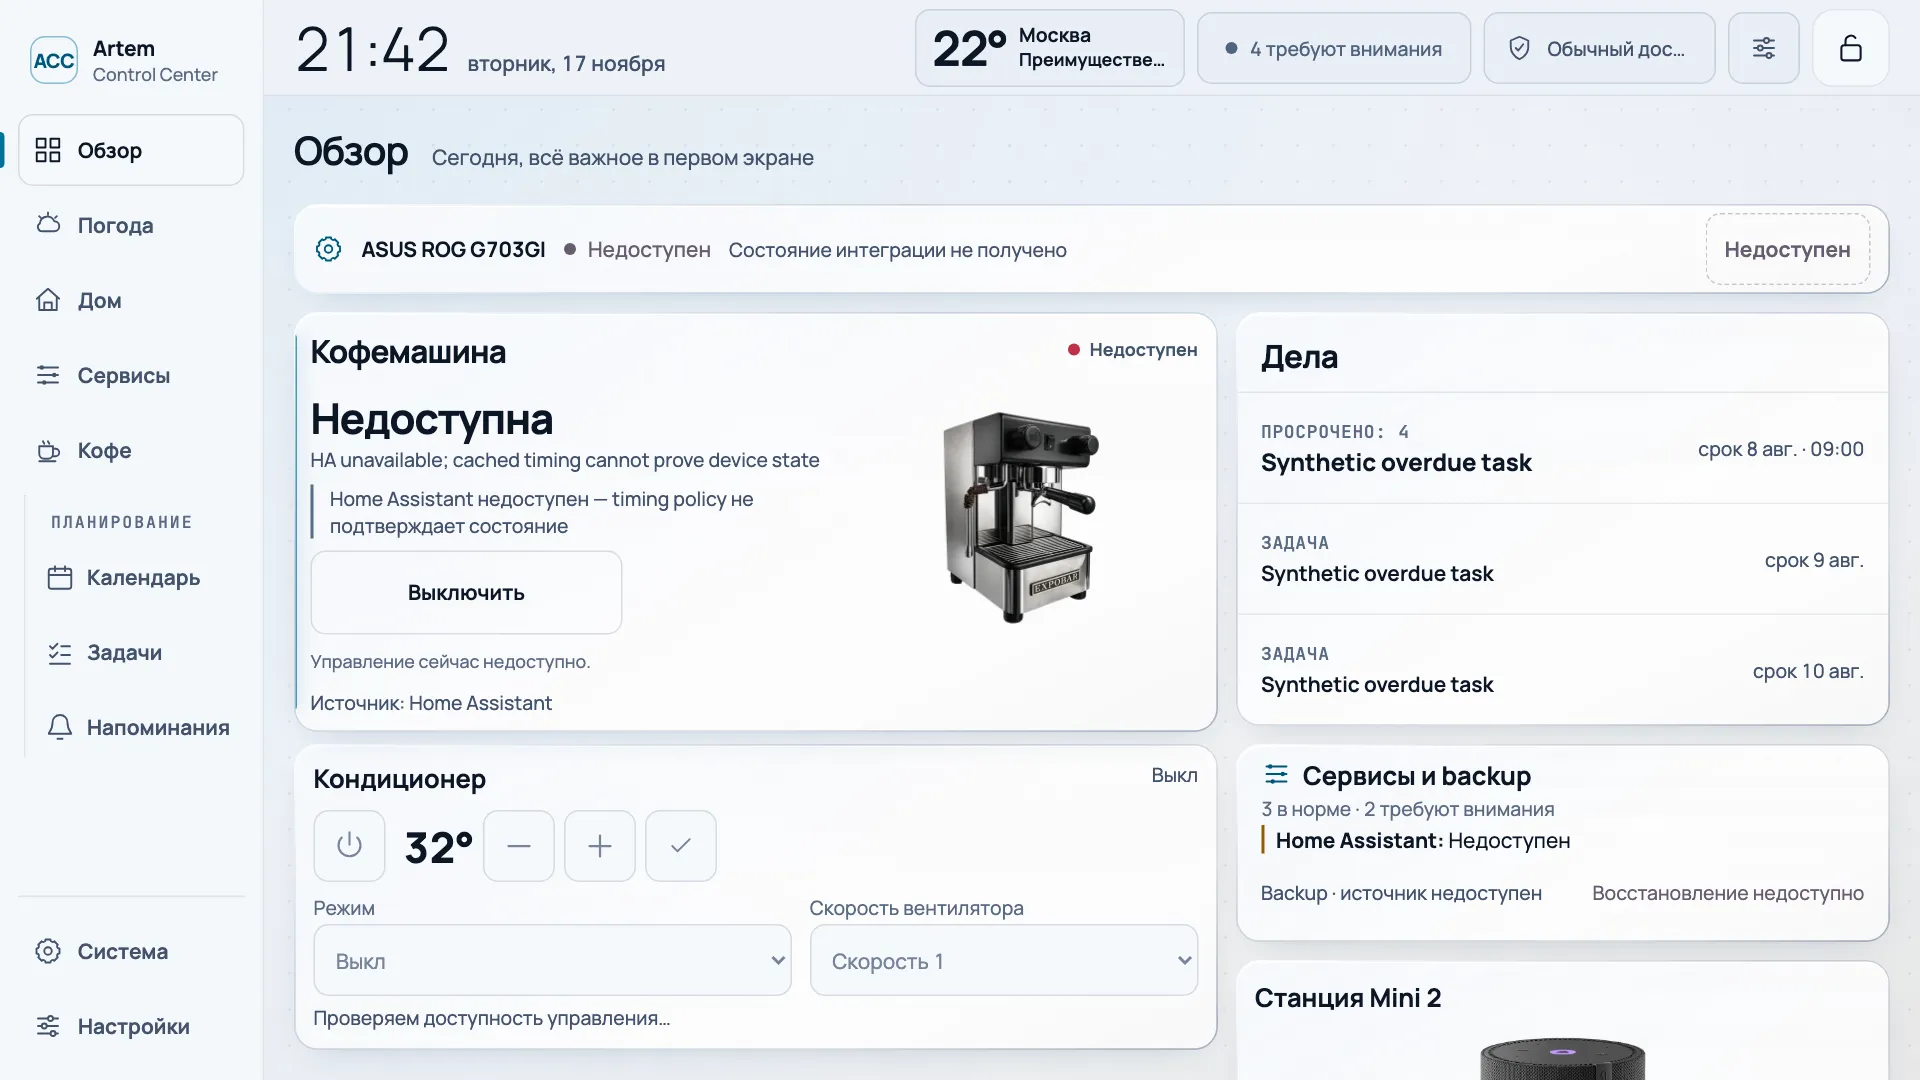 ACC
Artem
Control Center
Обзор
Погода
Дом
Сервисы
Кофе
ПЛАНИРОВАНИЕ
Календарь
Задачи
Напоминания
Система
Настройки
21:42 вторник, 17 ноября
22° Москва
Преимуществе...
4 требуют внимания
Обычный дос...
Обзор Сегодня, всё важное в первом экране
ASUS ROG G703GI Недоступен Состояние интеграции не получено
Недоступен
Кофемашина
Недоступен
Недоступна
HA unavailable; cached timing cannot prove device state
Home Assistant недоступен — timing policy не
подтверждает состояние
Выключить
Управление сейчас недоступно.
Источник: Home Assistant
EXPOBAR
Кондиционер
Выкл
32°
Режим
Выкл
Скорость вентилятора
Скорость 1
Проверяем доступность управления...
Дела
ПРОСРОЧЕНО: 4
Synthetic overdue task
срок 8 авг. · 09:00
ЗАДАЧА
Synthetic overdue task
срок 9 авг.
ЗАДАЧА
Synthetic overdue task
срок 10 авг.
Сервисы и backup
3 в норме · 2 требуют внимания
Home Assistant: Недоступен
Backup · источник недоступен
Восстановление недоступно
Станция Mini 2